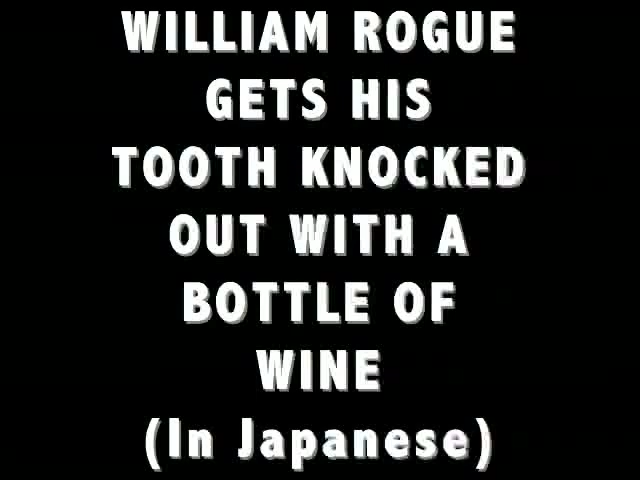 WILLIAM ROGUE
GETS HIS
TOOTH KNOCKED
OUT WITH A
BOTTLE OF
WINE
(In Japanese)